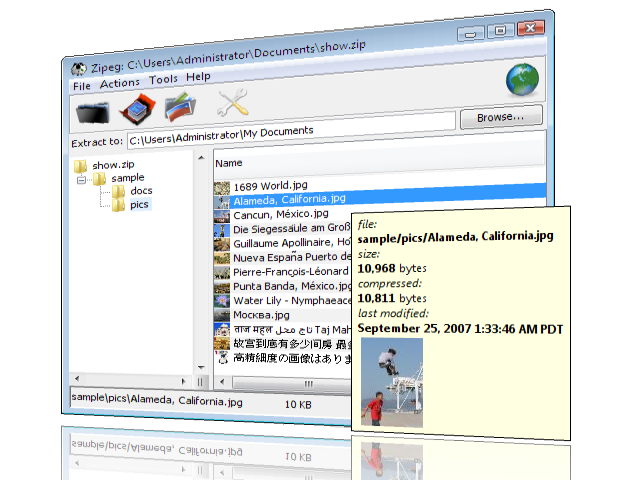 Zipeg: C:\Users\Administrator\Documents\show.zip
File Actions Tools Help
Extract to: C:\Users\Administrator\My Documents Browse...
show.zip
sample
docs
pics
Name
1689 World.jpg
Alameda, California.jpg
Cancun, México.jpg
Die Siegessäule am Groß
Guillaume Apollinaire, Ho
Nueva España Puerto de
Pierre-François-Léonard
Punta Banda, México.jpg
Water Lily - Nymphaeace
Москва.jpg
ताज महल تاج محل Taj Mah
故宫到底有多少间房 最多
高精細度の画像はありま
file:
sample/pics/Alameda, California.jpg
size:
10,968 bytes
compressed:
10,811 bytes
last modified:
September 25, 2007 1:33:46 AM PDT
sample\pics\Alameda, California.jpg 10 KB